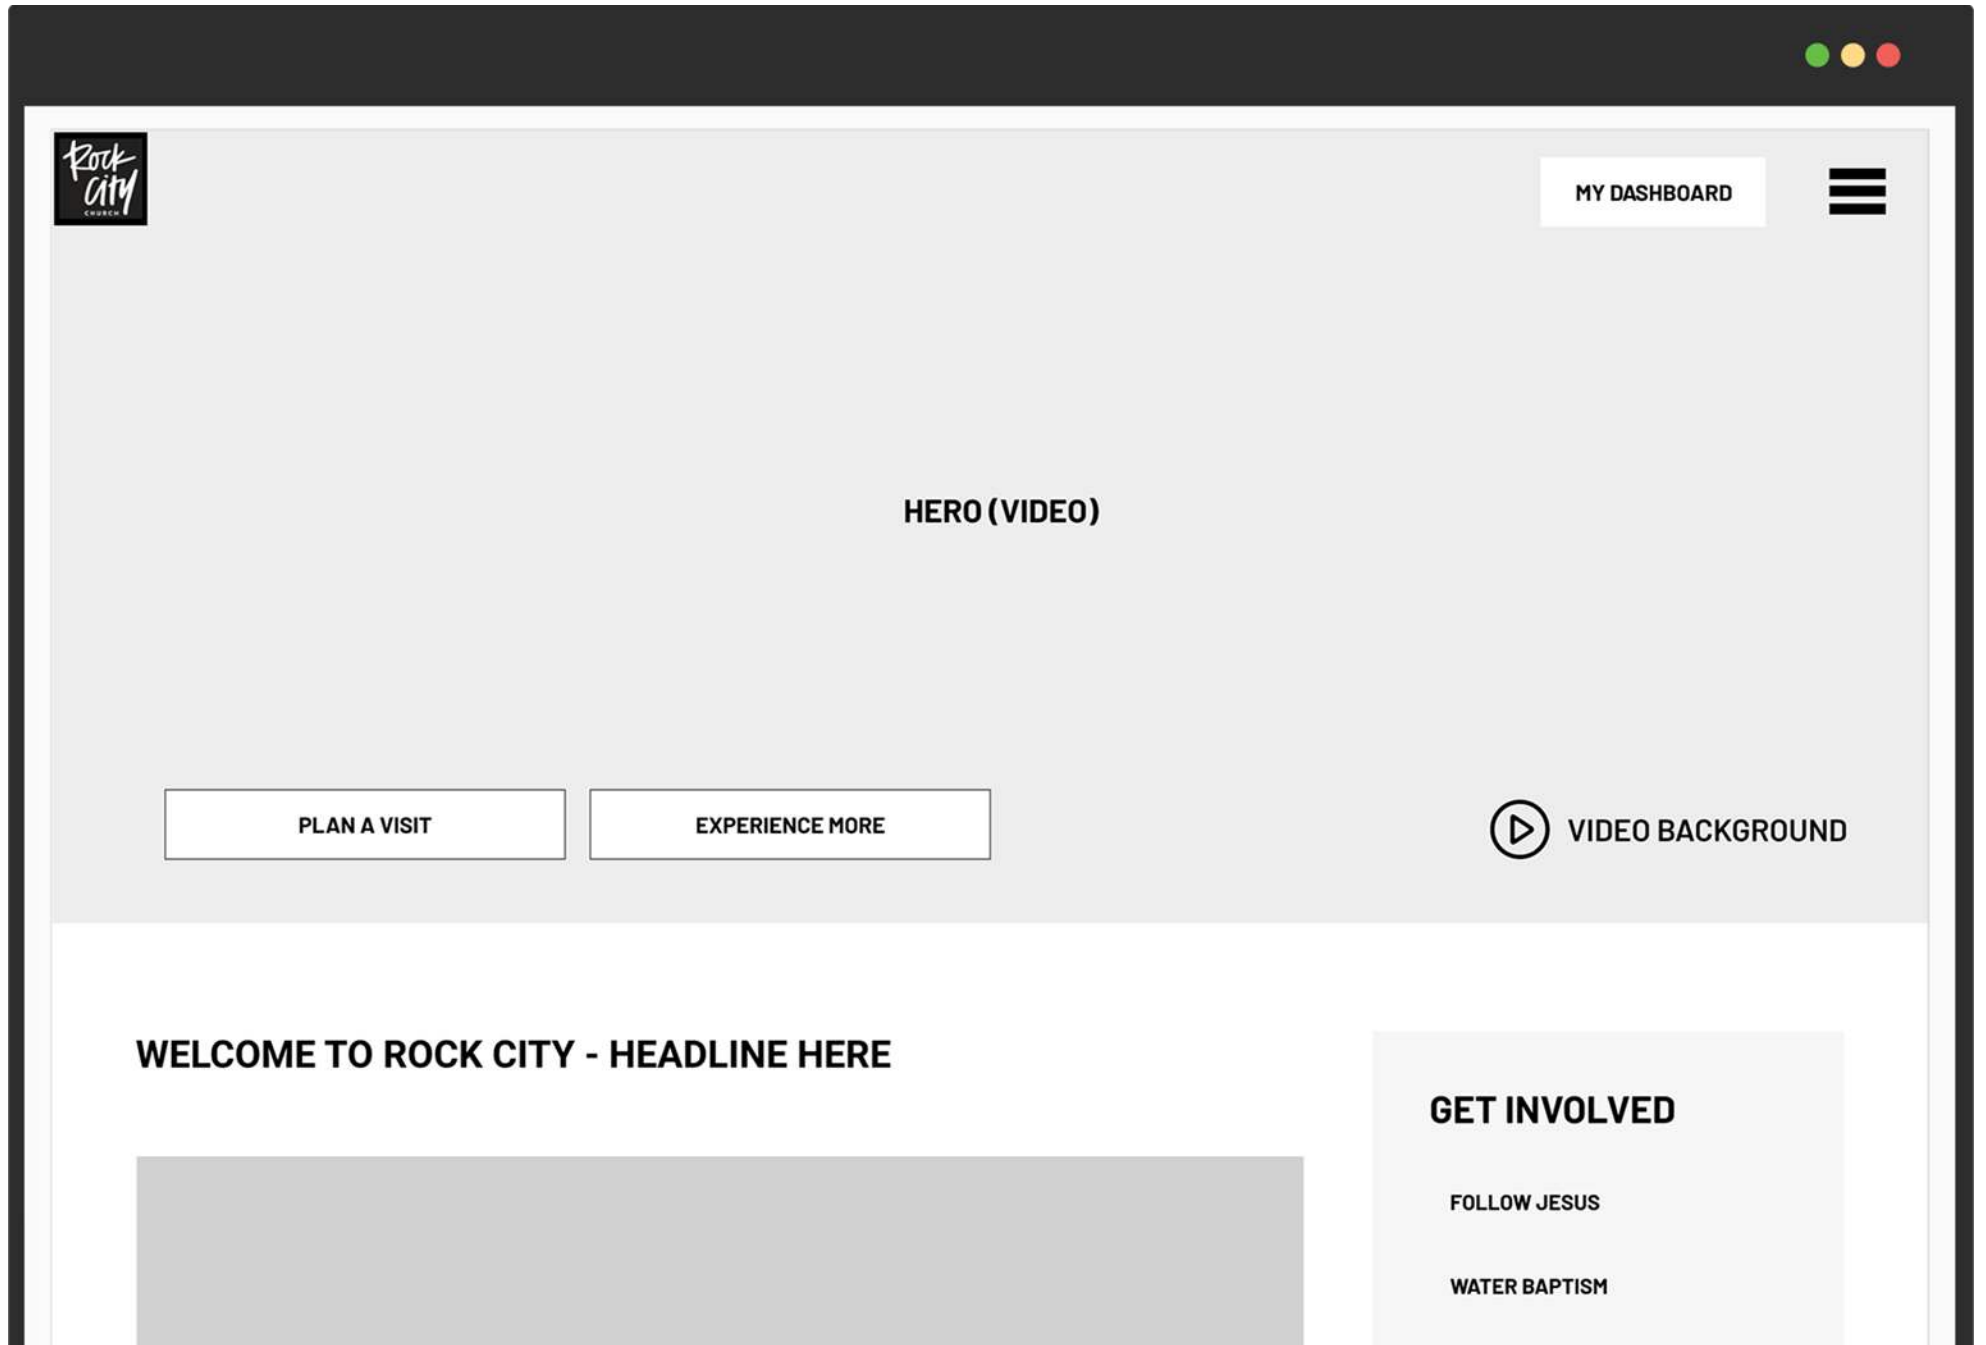 Rock
City
CHURCH
MY DASHBOARD
HERO (VIDEO)
PLAN A VISIT
EXPERIENCE MORE
VIDEO BACKGROUND
WELCOME TO ROCK CITY - HEADLINE HERE
GET INVOLVED
FOLLOW JESUS
WATER BAPTISM